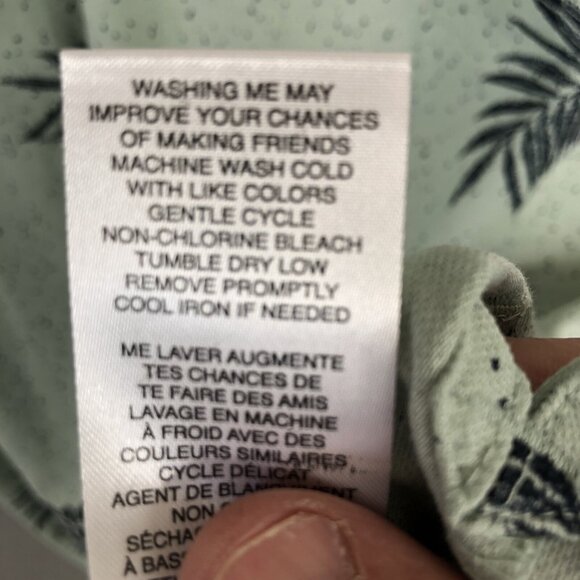 WASHING ME MAY
IMPROVE YOUR CHANCES
OF MAKING FRIENDS
MACHINE WASH COLD
WITH LIKE COLORS
GENTLE CYCLE
NON-CHLORINE BLEACH
TUMBLE DRY LOW
REMOVE PROMPTLY
COOL IRON IF NEEDED
ME LAVER AUGMENTE
TES CHANCES DE
TE FAIRE DES AMIS
LAVAGE EN MACHINE
À FROID AVEC DES
COULEURS SIMILAIRES
CYCLE DÉLICAT
AGENT DE
NON
À